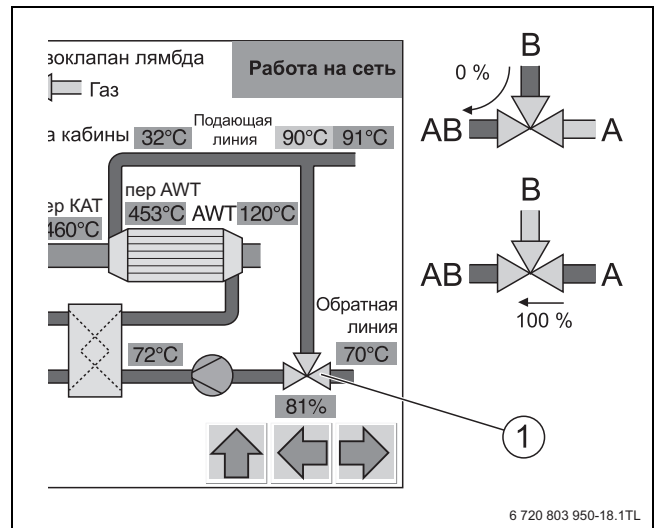 зоклапан лямбда
Газ
Работа на сеть
а кабины 32°C
Подающая
линия
90°C 91°C
пер AWT
ер КАТ
453°C AWT 120°C
460°C
Обратная
линия
72°C
70°C
81%
1
B
0 %
AB
A
B
AB
A
100 %
6 720 803 950-18.1TL